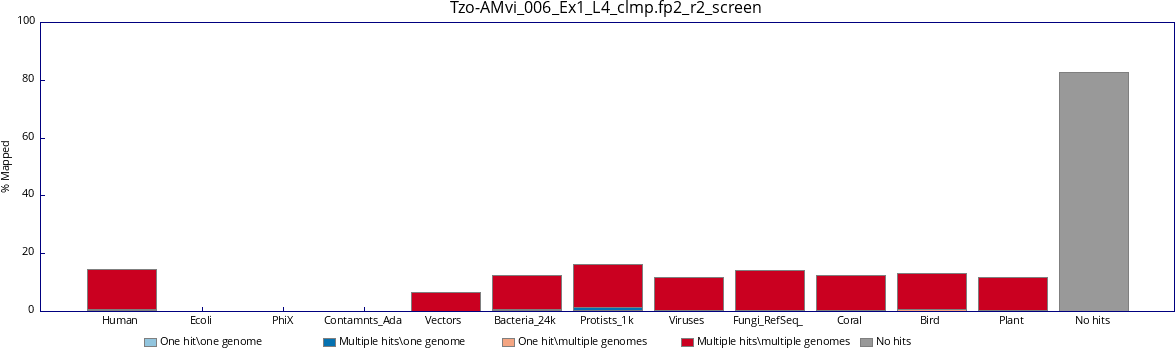 Tzo-AMvi_006_Ex1_L4_clmp.fp2_r2_screen
100
80
60
40
20
0
% Mapped
Human Ecoli PhiX Contamnts_Ada Vectors Bacteria_24k Protists_1k Viruses Fungi_RefSeq_ Coral Bird Plant No hits
One hit\one genome Multiple hits\one genome One hit\multiple genomes Multiple hits\multiple genomes No hits